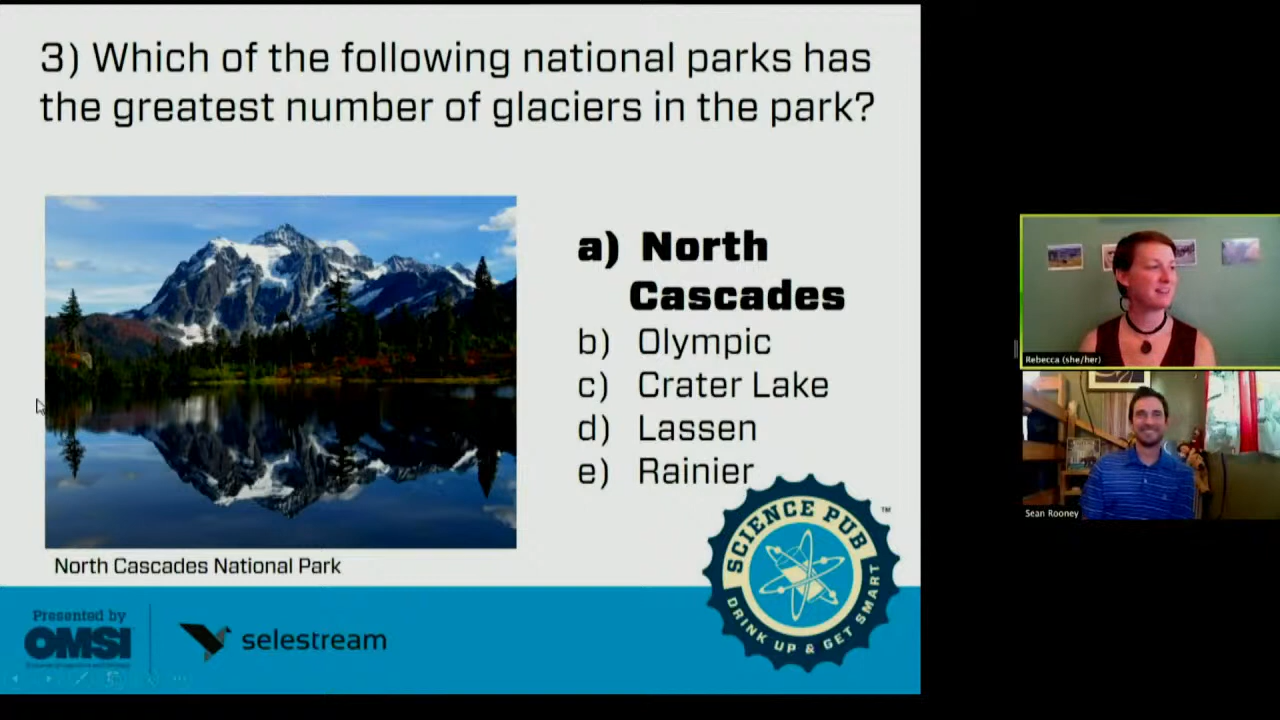 3) Which of the following national parks has
the greatest number of glaciers in the park?
a) North
Cascades
b) Olympic
c) Crater Lake
d) Lassen
e) Rainier
North Cascades National Park
SCIENCE PUB
™
DRINK UP & GET SMART
Presented by
OMSI
selestream
Rebecca (she/her)
Sean Rooney